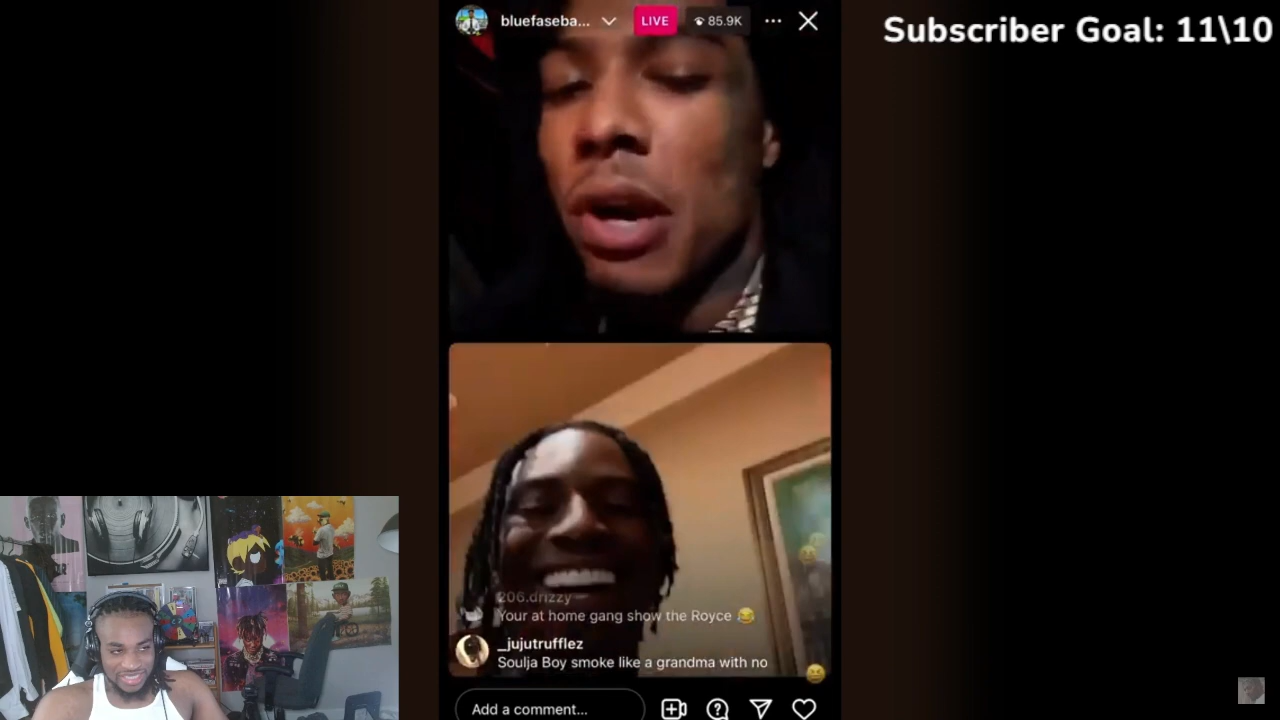 bluefaseba...
LIVE
85.9K
Subscriber Goal: 11\10
206.drizzy
Your at home gang show the Royce 😂
_jujutrufflez
Soulja Boy smoke like a grandma with no
Add a comment...